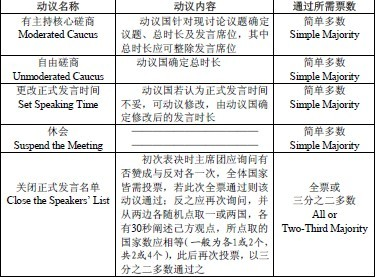 动议名称 动议内容 通过所需票数
有主持核心磋商
Moderated Caucus
动议国针对现讨论议题确定
议题、总时长及发言席位，其中
总时长应可整除发言席位
简单多数
Simple Majority
自由磋商
Unmoderated Caucus
动议国确定总时长
简单多数
Simple Majority
更改正式发言时间
Set Speaking Time
动议国若认为正式发言时间
不妥，可动议修改，由动议国确
定修改后的发言时长
简单多数
Simple Majority
休会
Suspend the Meeting
简单多数
Simple Majority
关闭正式发言名单
Close the Speakers' List
初次表决时主席团应询问有
否赞成与反对各一次，全体国家
皆需投票，若此次全票通过则该
动议通过；反之应再次询问，并
从两边各随机点取一或两国，各
有30秒阐述己方观点，所点取的
国家数应相等（一般为各1或2个，
共2或4个），此后再次投票，以三
分之二多数通过之
全票或
三分之二多数
All or
Two-Third Majority